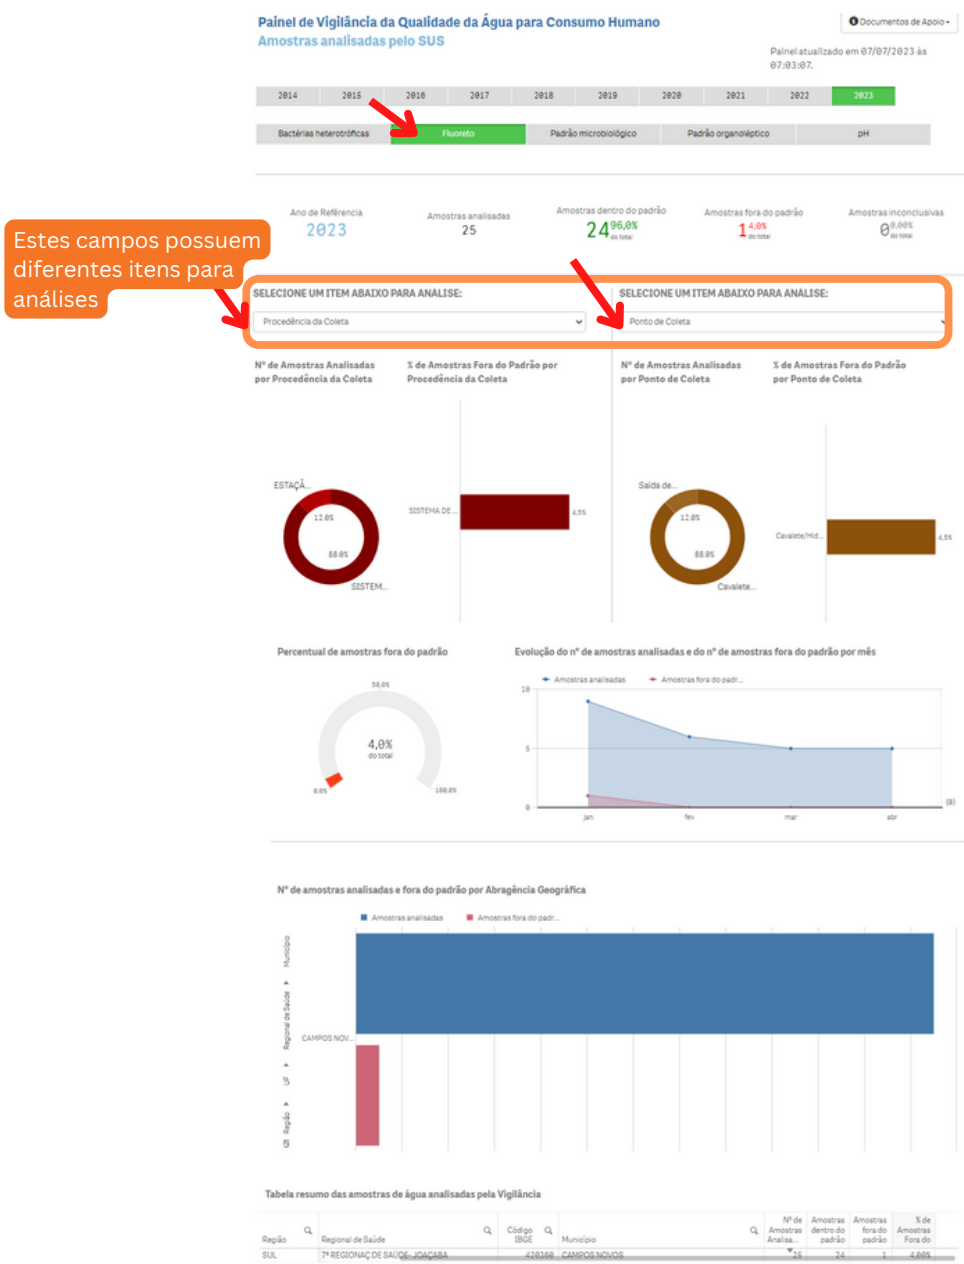 Painel de Vigilância da Qualidade da Água para Consumo Humano
Documentos de Apoio
Amostras analisadas pelo SUS
Painel atualizado em 07/07/2023 às
07:03:07.
2014 2015 2016 2017 2018 2019 2020 2021 2022 2023
Bactérias heterotróficas Fluoreto Padrão microbiológico Padrão organoléptico pH
Ano de Refêrencia Amostras analisadas Amostras dentro do padrão Amostras fora do padrão Amostras inconclusivas
2023 25 24 96,0% do total 1 4,0% do total 0 0,00% do total
Estes campos possuem
diferentes itens para
análises
SELECIONE UM ITEM ABAIXO PARA ANÁLISE: SELECIONE UM ITEM ABAIXO PARA ANÁLISE:
Procedência da Coleta Ponto de Coleta
Nº de Amostras Analisadas % de Amostras Fora do Padrão por Nº de Amostras Analisadas % de Amostras Fora do Padrão
por Procedência da Coleta Procedência da Coleta por Ponto de Coleta por Ponto de Coleta
ESTAÇÃ... Saída de...
12.0% SISTEMA DE ... 4,5% 12.0%
88.0% 88.0% Cavalete/Hid... 4,5%
SISTEM... Cavalete...
Percentual de amostras fora do padrão Evolução do nº de amostras analisadas e do nº de amostras fora do padrão por mês
Amostras analisadas Amostras fora do padr...
50,0% 10
4,0% 5
do total
0,0% 100,0% 0 (0)
jan fev mar abr
Nº de amostras analisadas e fora do padrão por Abragência Geográfica
Amostras analisadas Amostras fora do padr...
Município
Regional de Saúde
CAMPOS NOV...
Região
Tabela resumo das amostras de água analisadas pela Vigilância
Região Regional de Saúde Código IBGE Município Nº de Amostras Analisa... Amostras dentro do padrão Amostras fora do padrão % de Amostras Fora do
SUL 7ª REGIONAÇ DE SAÚDE- JOAÇABA 420360 CAMPOS NOVOS 25 24 1 4.00%